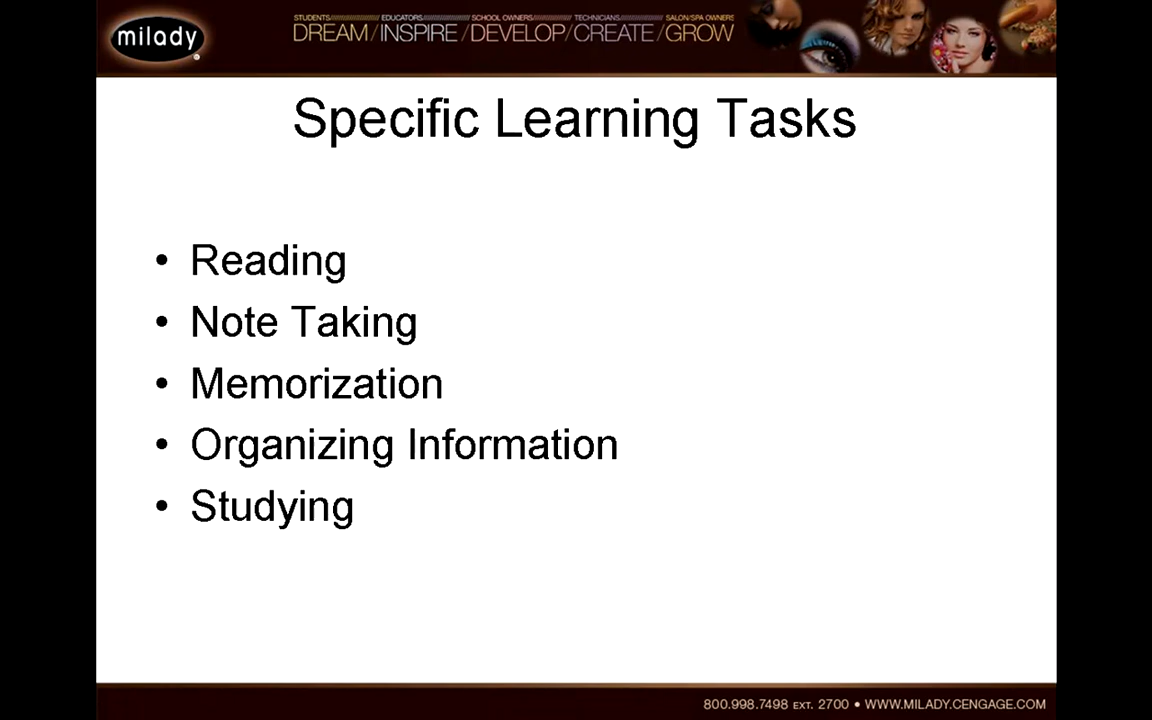 milady
STUDENTS///////////// EDUCATORS///////////// SCHOOL OWNERS///////////// TECHNICIANS///////////// SALON/SPA OWNERS
DREAM/INSPIRE/DEVELOP/CREATE/GROW
Specific Learning Tasks
• Reading
• Note Taking
• Memorization
• Organizing Information
• Studying
800.998.7498 EXT. 2700 • WWW.MILADY.CENGAGE.COM